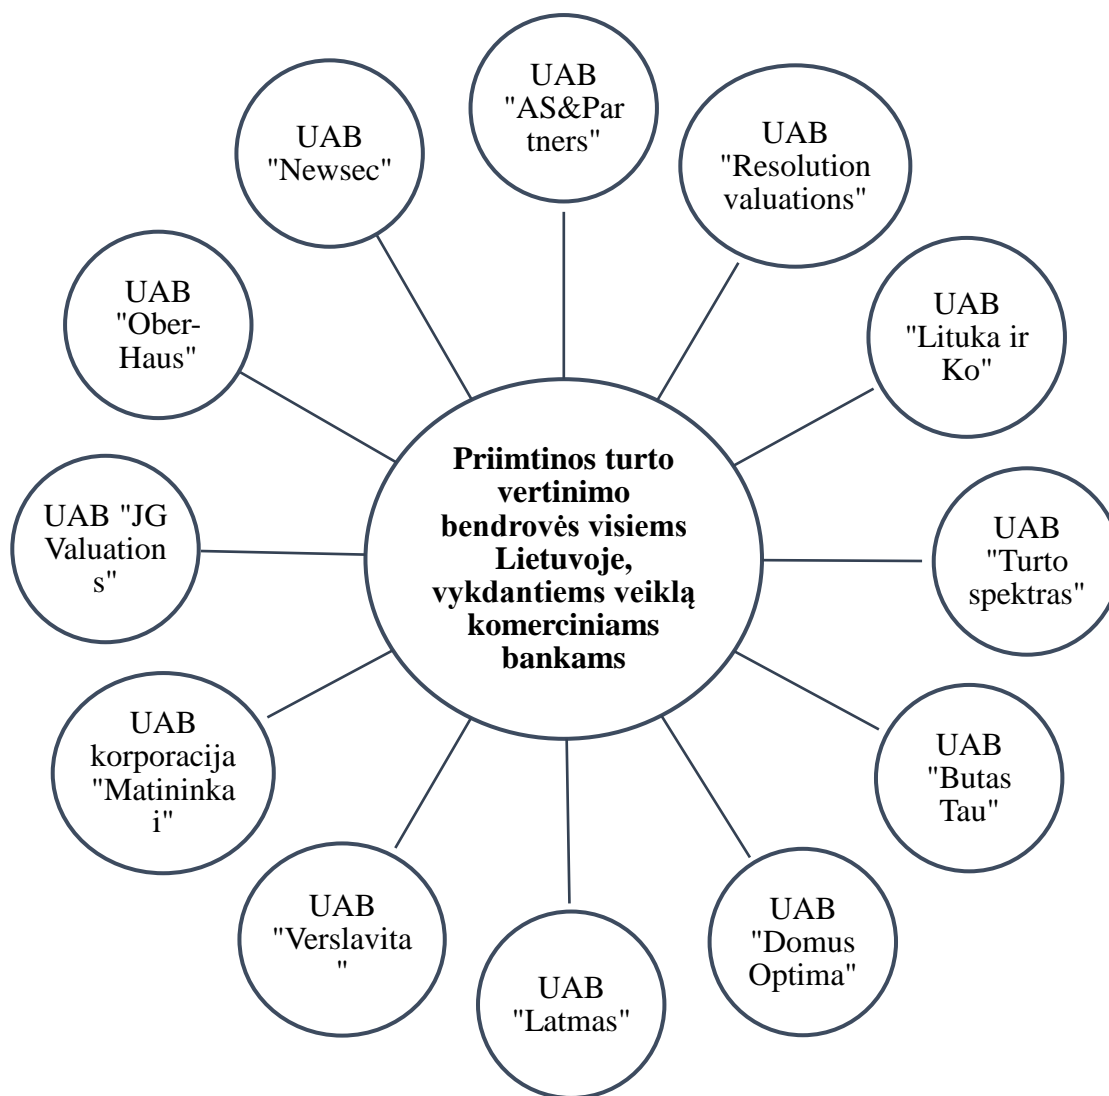 UAB
"AS&Par
tners"
UAB
"Resolution
valuations"
UAB
"Lituka ir
Ko"
UAB
"Turto
spektras"
UAB
"Butas
Tau"
UAB
"Domus
Optima"
UAB
"Latmas"
UAB
"Verslavita
"
UAB
korporacija
"Matininka
i"
UAB "JG
Valuation
s"
UAB
"Ober-
Haus"
UAB
"Newsec"
Priimtinos turto
vertinimo
bendrovės visiems
Lietuvoje,
vykdantiems veiklą
komerciniams
bankams